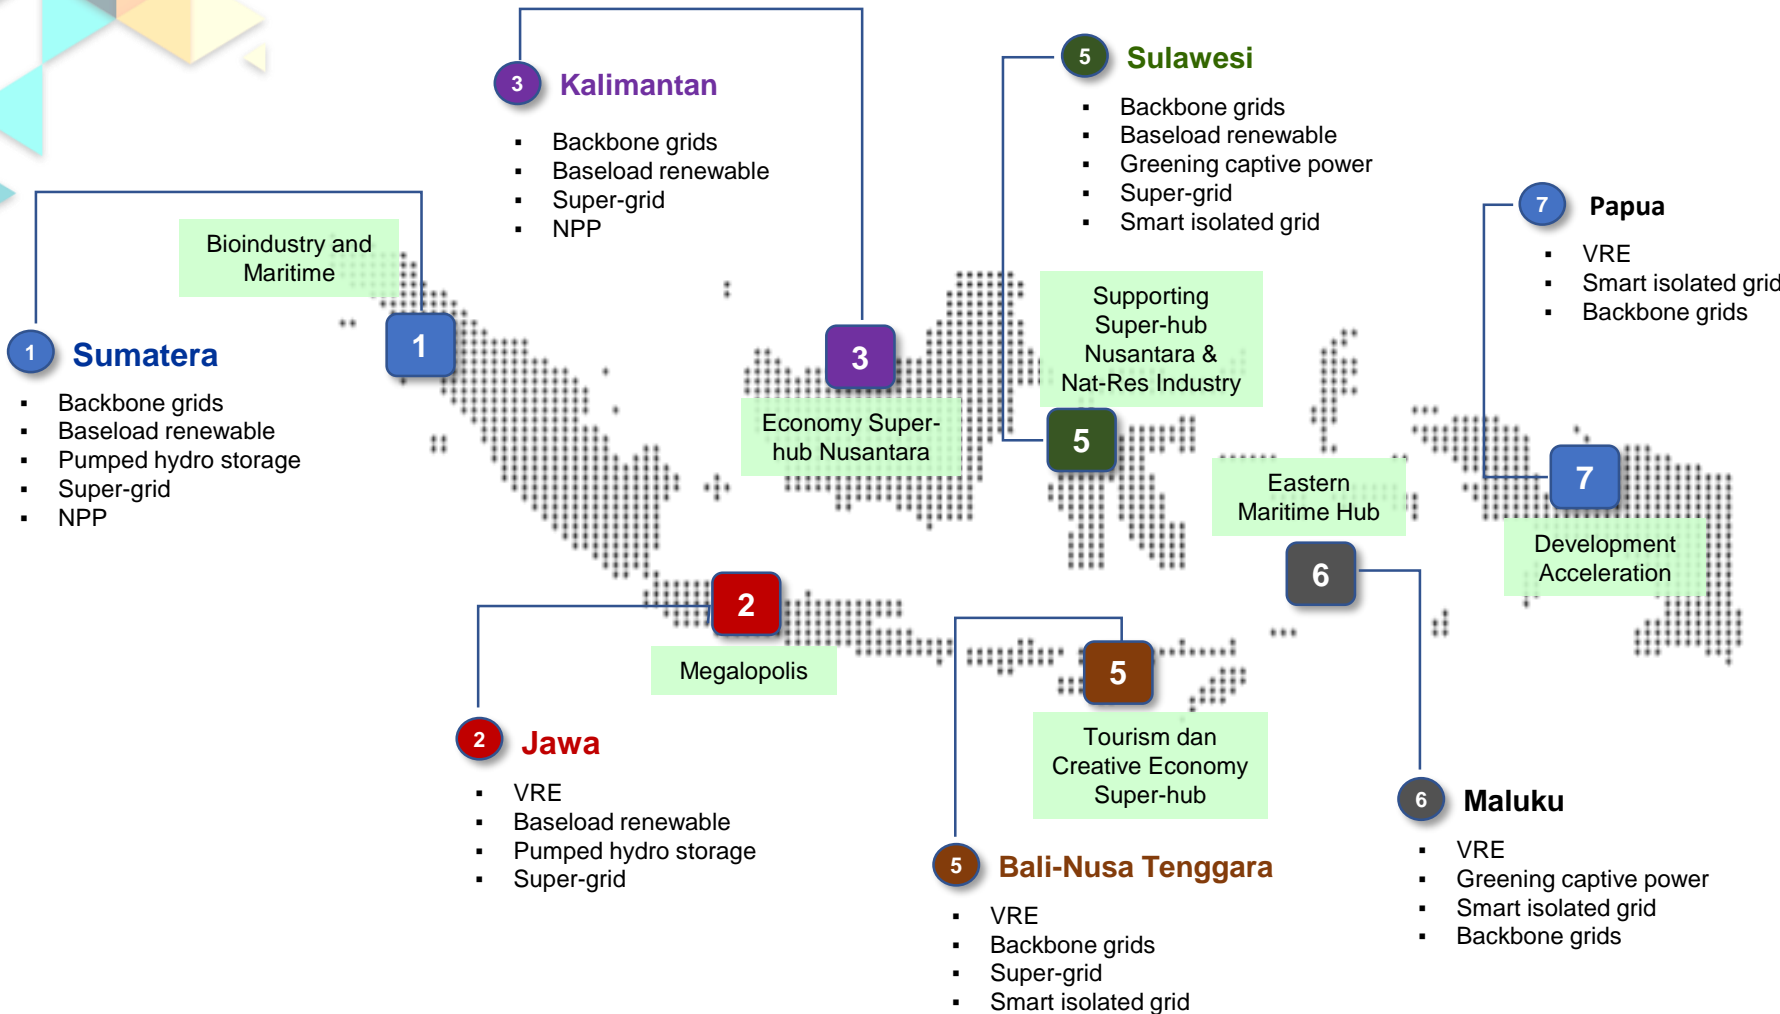 3 Kalimantan
▪ Backbone grids
▪ Baseload renewable
▪ Super-grid
▪ NPP
5 Sulawesi
▪ Backbone grids
▪ Baseload renewable
▪ Greening captive power
▪ Super-grid
▪ Smart isolated grid
7 Papua
▪ VRE
▪ Smart isolated grid
▪ Backbone grids
Bioindustry and
Maritime
1 Sumatera
▪ Backbone grids
▪ Baseload renewable
▪ Pumped hydro storage
▪ Super-grid
▪ NPP
1
3
Economy Super-
hub Nusantara
Supporting
Super-hub
Nusantara &
Nat-Res Industry
5
Eastern
Maritime Hub
6
7
Development
Acceleration
2
Megalopolis
5
Tourism dan
Creative Economy
Super-hub
2 Jawa
▪ VRE
▪ Baseload renewable
▪ Pumped hydro storage
▪ Super-grid
5 Bali-Nusa Tenggara
▪ VRE
▪ Backbone grids
▪ Super-grid
▪ Smart isolated grid
6 Maluku
▪ VRE
▪ Greening captive power
▪ Smart isolated grid
▪ Backbone grids